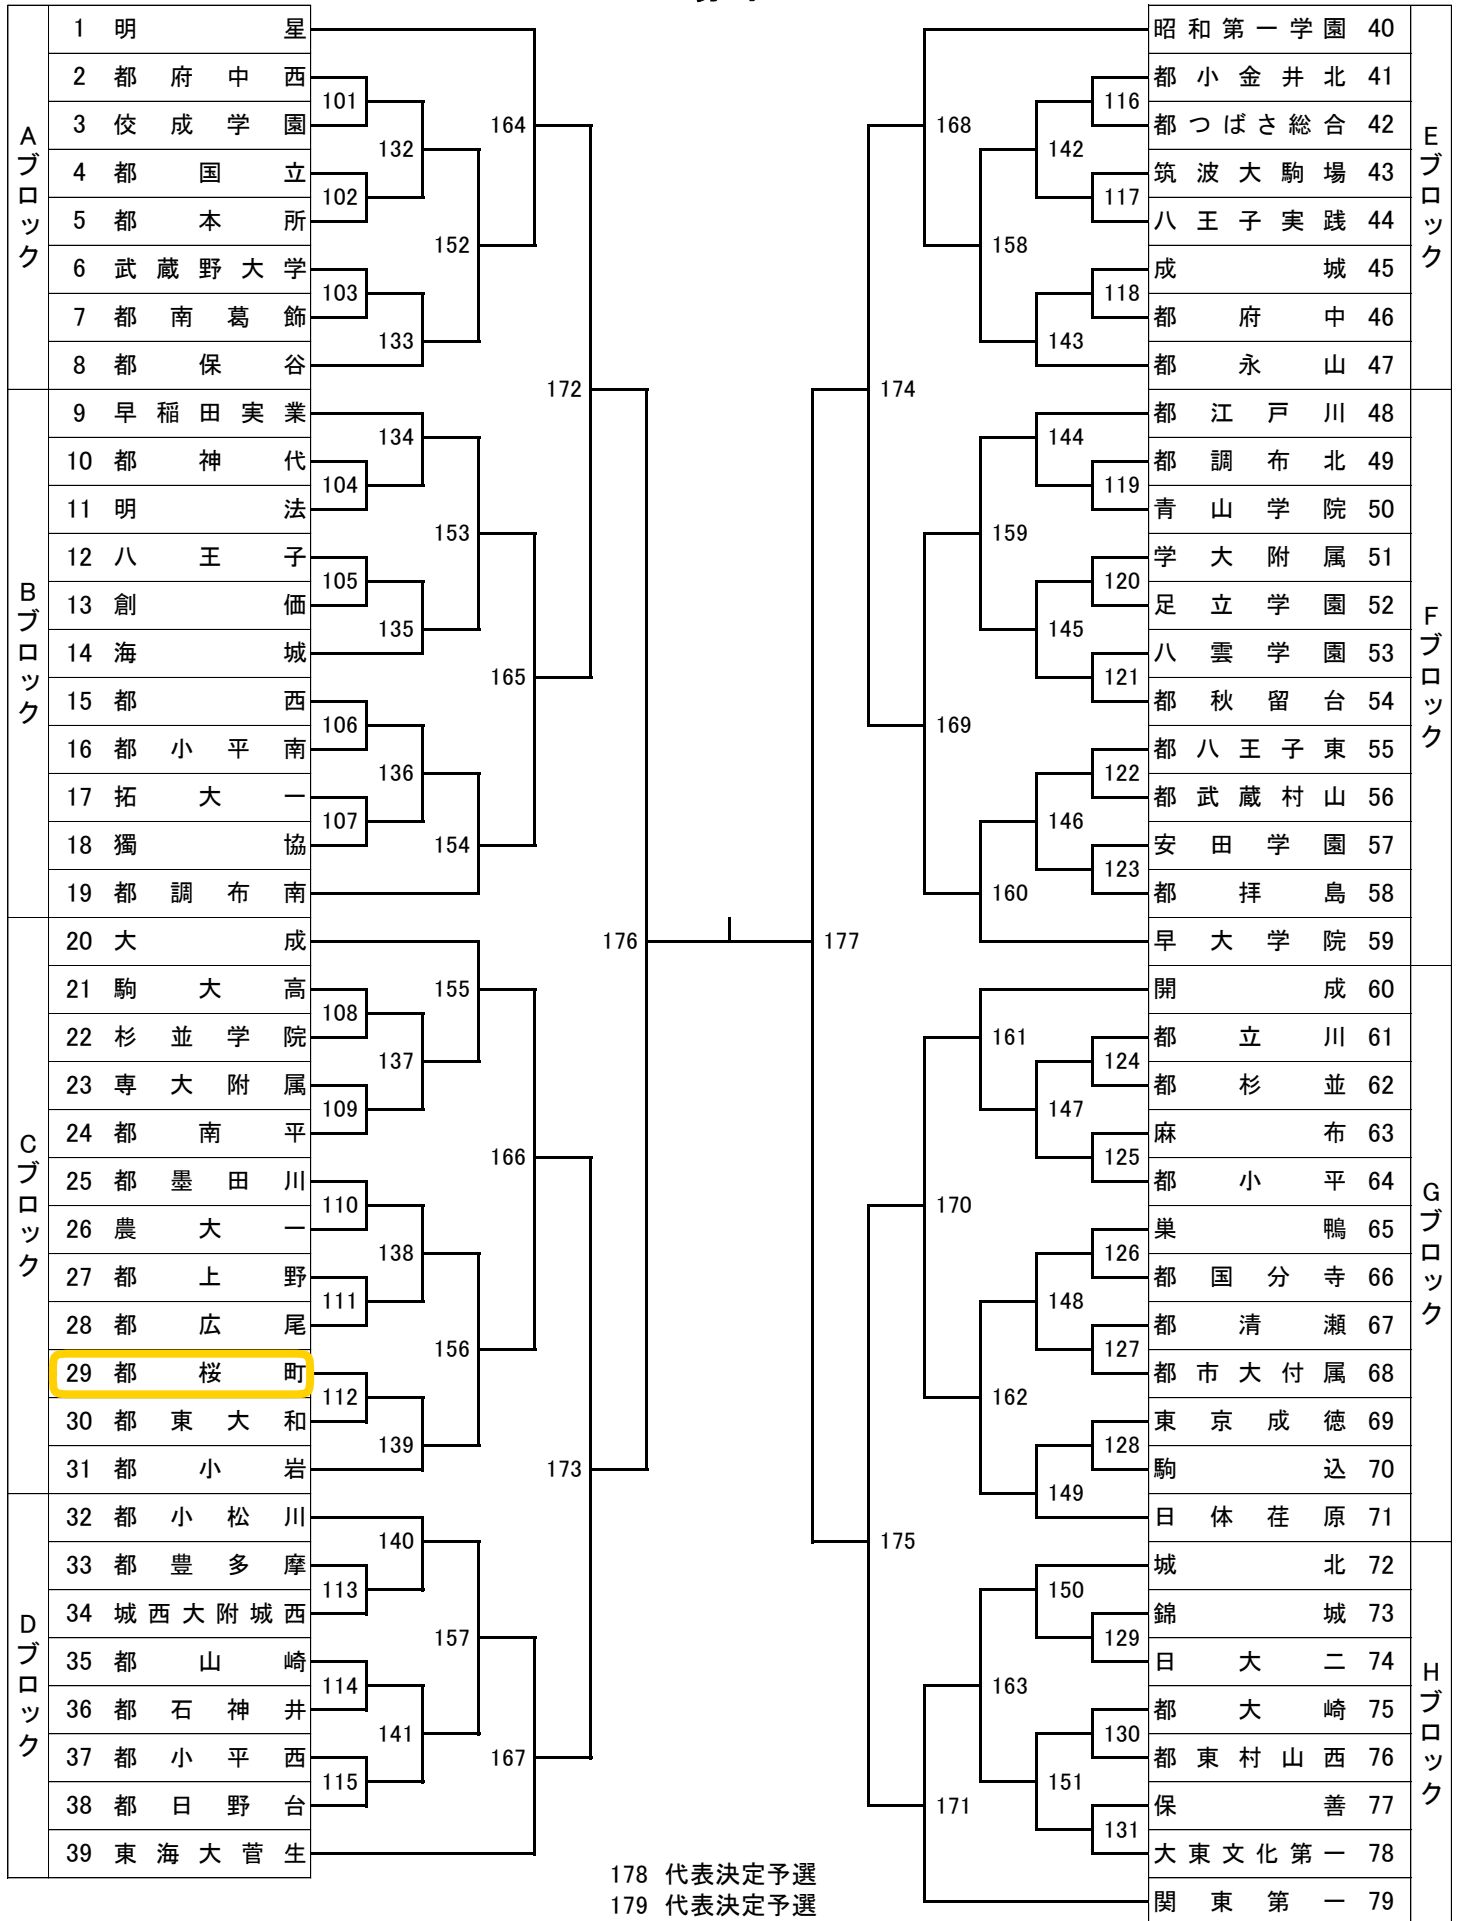 Aブロック
1 明星
2 都府中西
3 佼成学園
4 都国立
5 都本所
6 武蔵野大学
7 都南葛飾
8 都保谷
Bブロック
9 早稲田実業
10 都神代
11 明法
12 八王子
13 創価
14 海城
15 都西
16 都小平南
17 拓大一
18 獨協
19 都調布南
Cブロック
20 大成
21 駒大高
22 杉並学院
23 専大附属
24 都南平
25 都墨田川
26 農大一
27 都上野
28 都広尾
29 都桜町
30 都東大和
31 都小岩
Dブロック
32 都小松川
33 都豊多摩
34 城西大附城西
35 都山崎
36 都石神井
37 都小平西
38 都日野台
39 東海大菅生
101
102
103
104
105
106
107
108
109
110
111
112
113
114
115
132
133
134
135
136
137
138
139
140
141
152
153
154
155
156
157
164
165
166
167
172
173
176
177
174
175
168
169
170
171
158
159
160
161
162
163
142
143
144
145
146
147
148
149
150
151
116
117
118
119
120
121
122
123
124
125
126
127
128
129
130
131
昭和第一学園 40
都小金井北 41
都つばさ総合 42
筑波大駒場 43
八王子実践 44
成城 45
都府中 46
都永山 47
Eブロック
都江戸川 48
都調布北 49
青山学院 50
学大附属 51
足立学園 52
八雲学園 53
都秋留台 54
都八王子東 55
都武蔵村山 56
安田学園 57
都拝島 58
早大学院 59
Fブロック
開成 60
都立川 61
都杉並 62
麻布 63
都小平 64
巣鴨 65
都国分寺 66
都清瀬 67
都市大付属 68
東京成徳 69
駒込 70
日体荏原 71
Gブロック
城北 72
錦城 73
日大二 74
都大崎 75
都東村山西 76
保善 77
大東文化第一 78
関東第一 79
Hブロック
178 代表決定予選
179 代表決定予選